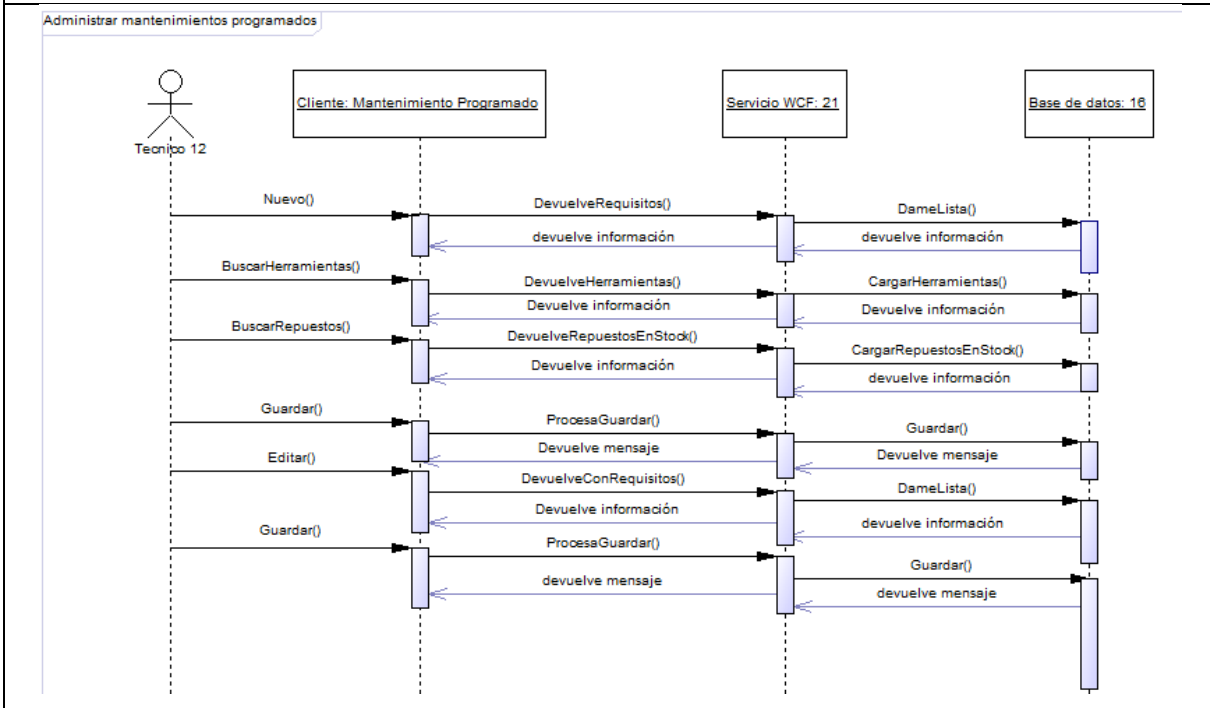 Administrar mantenimientos programados
Cliente: Mantenimiento Programado
Servicio WCF: 21
Base de datos: 16
Tecnico 12
Nuevo()
DevuelveRequisitos()
DameLista()
devuelve información
devuelve información
BuscarHerramientas()
DevuelveHerramientas()
CargarHerramientas()
Devuelve información
Devuelve información
BuscarRepuestos()
DevuelveRepuestosEnStock()
CargarRepuestosEnStock()
Devuelve información
devuelve información
Guardar()
ProcesaGuardar()
Guardar()
Devuelve mensaje
Devuelve mensaje
Editar()
DevuelveConRequisitos()
DameLista()
Devuelve información
devuelve información
Guardar()
ProcesaGuardar()
Guardar()
devuelve mensaje
devuelve mensaje